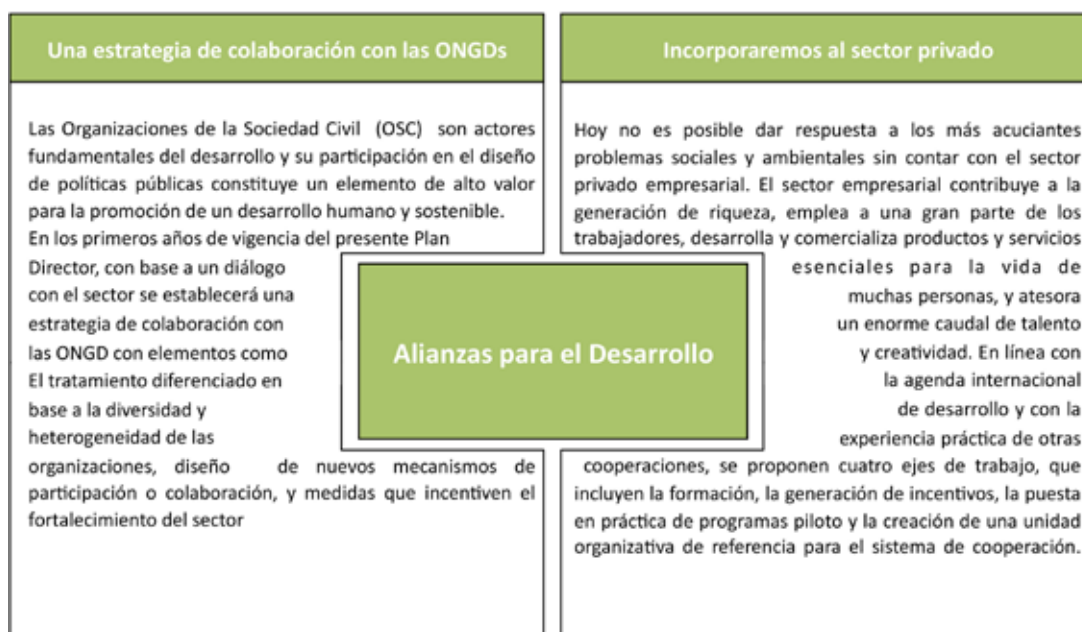 Una estrategia de colaboración con las ONGDs
Las Organizaciones de la Sociedad Civil (OSC) son actores
fundamentales del desarrollo y su participación en el diseño
de políticas públicas constituye un elemento de alto valor
para la promoción de un desarrollo humano y sostenible.
En los primeros años de vigencia del presente Plan
Director, con base a un diálogo
con el sector se establecerá una
estrategia de colaboración con
las ONGD con elementos como
El tratamiento diferenciado en
base a la diversidad y
heterogeneidad de las
organizaciones, diseño de nuevos mecanismos de
participación o colaboración, y medidas que incentiven el
fortalecimiento del sector
Alianzas para el Desarrollo
Incorporaremos al sector privado
Hoy no es posible dar respuesta a los más acuciantes
problemas sociales y ambientales sin contar con el sector
privado empresarial. El sector empresarial contribuye a la
generación de riqueza, emplea a una gran parte de los
trabajadores, desarrolla y comercializa productos y servicios
esenciales para la vida de
muchas personas, y atesora
un enorme caudal de talento
y creatividad. En línea con
la agenda internacional
de desarrollo y con la
experiencia práctica de otras
cooperaciones, se proponen cuatro ejes de trabajo, que
incluyen la formación, la generación de incentivos, la puesta
en práctica de programas piloto y la creación de una unidad
organizativa de referencia para el sistema de cooperación.